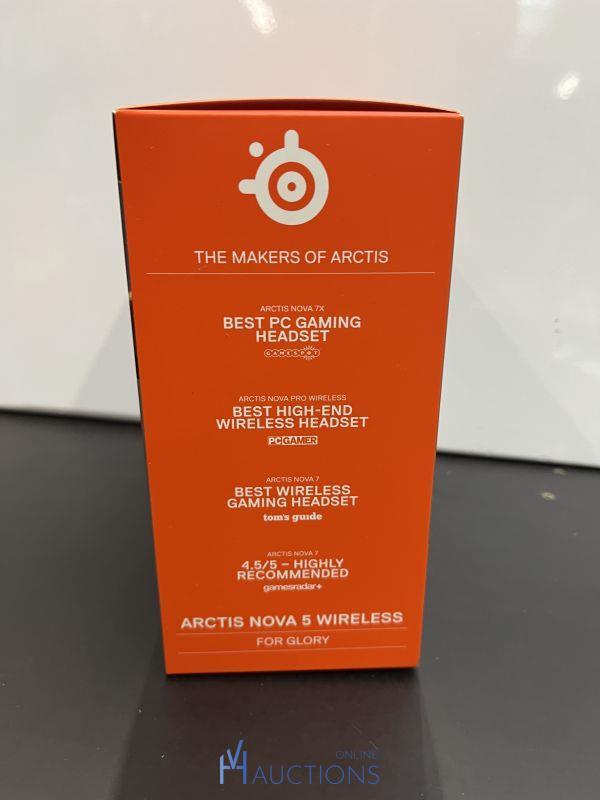 THE MAKERS OF ARCTIS
ARCTIS NOVA 7X
BEST PC GAMING
HEADSET
GAMESPOT
ARCTIS NOVA PRO WIRELESS
BEST HIGH-END
WIRELESS HEADSET
PC GAMER
ARCTIS NOVA 7
BEST WIRELESS
GAMING HEADSET
tom's guide
ARCTIS NOVA 7
4.5/5 – HIGHLY
RECOMMENDED
gamesradar+
ARCTIS NOVA 5 WIRELESS
FOR GLORY
ONLINE
VH AUCTIONS